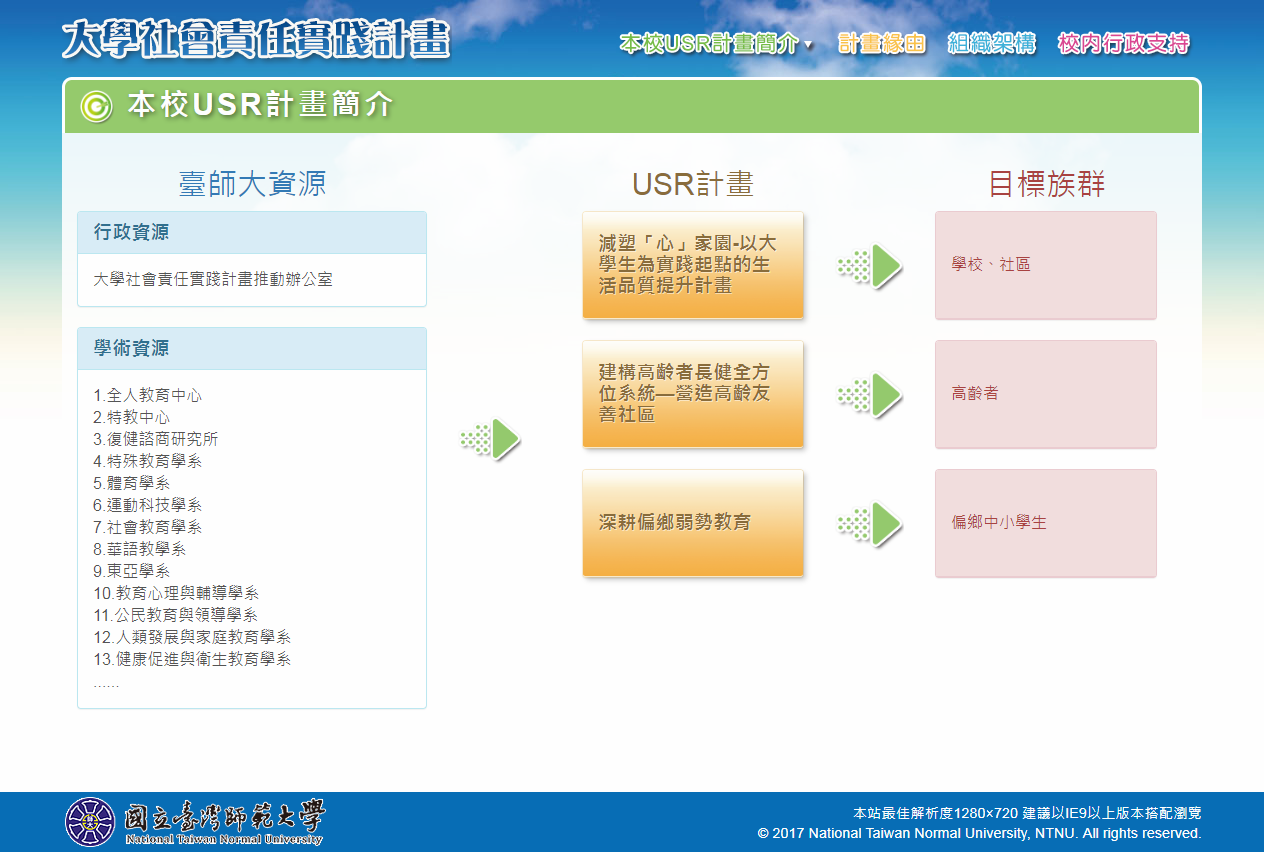 大學社會責任實踐計畫
本校USR計畫簡介
計畫緣由
組織架構
校內行政支持
本校USR計畫簡介
臺師大資源
行政資源
大學社會責任實踐計畫推動辦公室
學術資源
1.全人教育中心
2.特教中心
3.復健諮商研究所
4.特殊教育學系
5.體育學系
6.運動科技學系
7.社會教育學系
8.華語教學系
9.東亞學系
10.教育心理與輔導學系
11.公民教育與領導學系
12.人類發展與家庭教育學系
13.健康促進與衛生教育學系
......
USR計畫
減塑「心」家園-以大
學生為實踐起點的生
活品質提升計畫
建構高齡者長健全方
位系統—營造高齡友
善社區
深耕偏鄉弱勢教育
目標族群
學校、社區
高齡者
偏鄉中小學生
國立臺灣師範大學
National Taiwan Normal University
本站最佳解析度1280×720 建議以IE9以上版本搭配瀏覽
© 2017 National Taiwan Normal University, NTNU. All rights reserved.